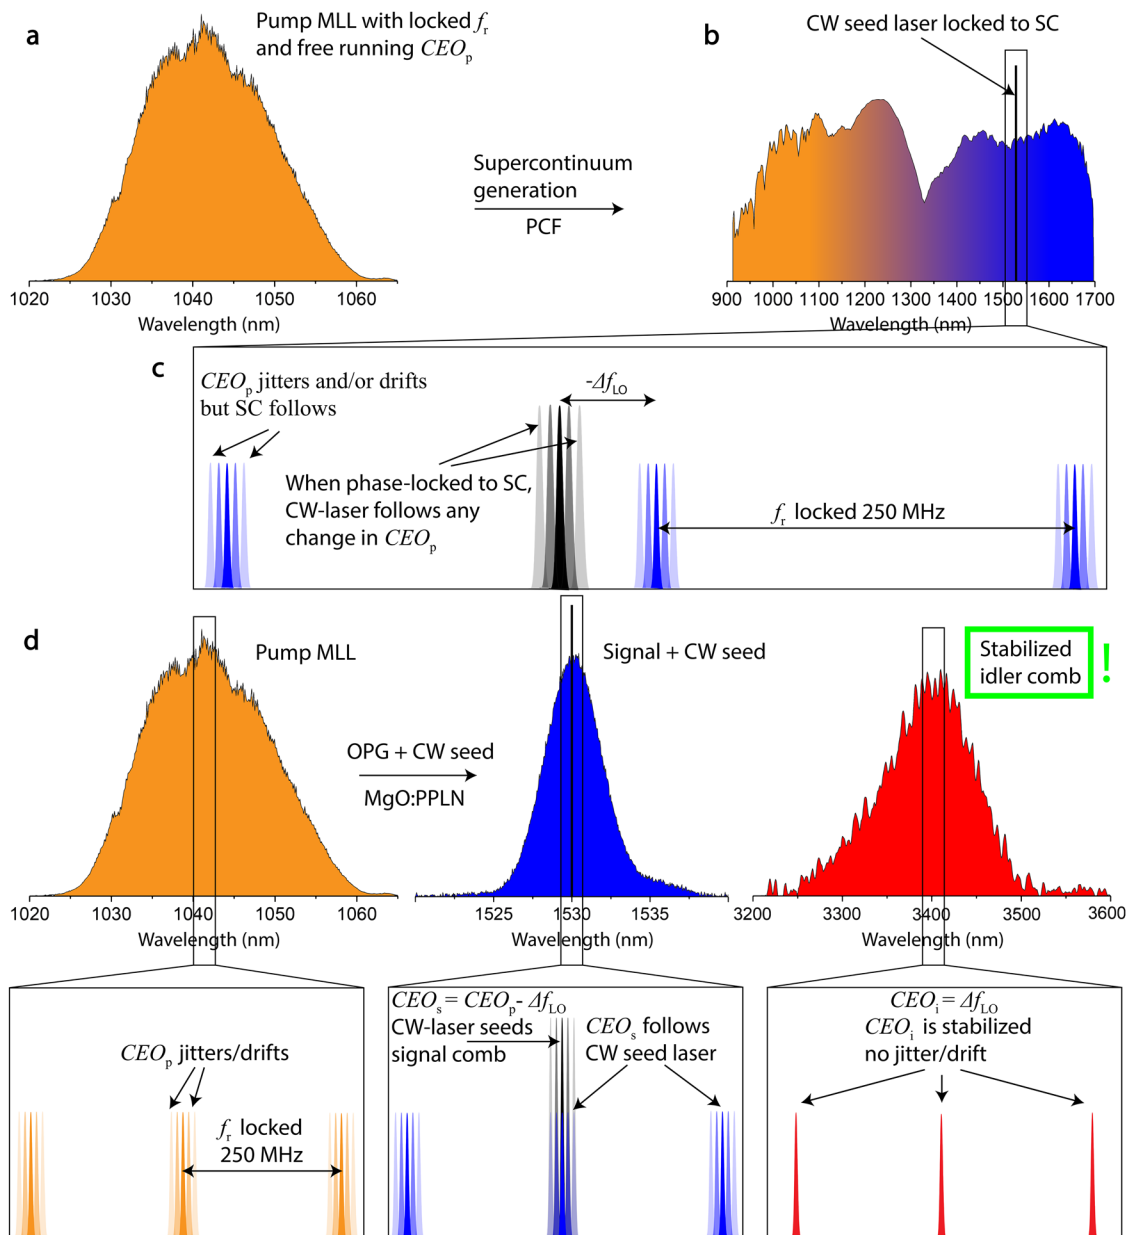 a
Pump MLL with locked fr
and free running CEOp
1020 1030 1040 1050 1060
Wavelength (nm)
Supercontinuum
generation
PCF
b
CW seed laser locked to SC
900 1000 1100 1200 1300 1400 1500 1600 1700
Wavelength (nm)
c
CEOp jitters and/or drifts
but SC follows
-ΔfLO
When phase-locked to SC,
CW-laser follows any
change in CEOp
fr locked 250 MHz
d
Pump MLL
1020 1030 1040 1050 1060
Wavelength (nm)
OPG + CW seed
MgO:PPLN
Signal + CW seed
1525 1530 1535
Wavelength (nm)
Stabilized
idler comb
!
3200 3300 3400 3500 3600
Wavelength (nm)
CEOp jitters/drifts
fr locked
250 MHz
CEOs = CEOp - ΔfLO
CW-laser seeds
signal comb
CEOs follows
CW seed laser
CEOi = ΔfLO
CEOi is stabilized
no jitter/drift